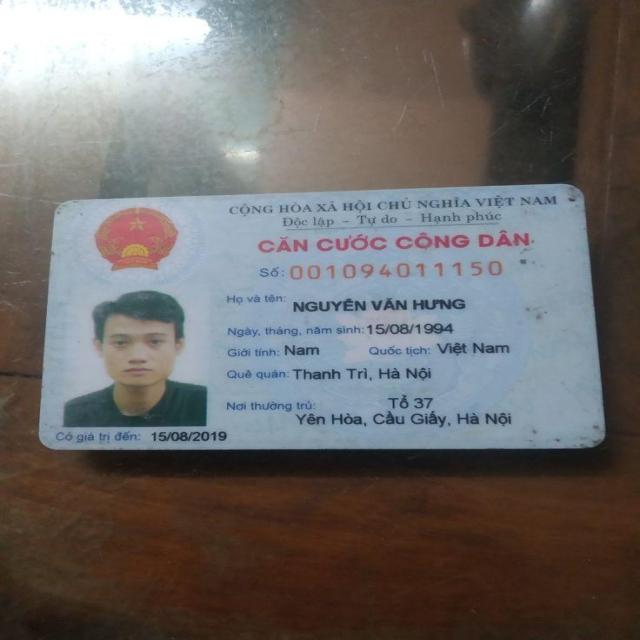 CỘNG HÒA XÃ HỘI CHỦ NGHĨA VIỆT NAM
Độc lập - Tự do - Hạnh phúc
CĂN CƯỚC CÔNG DÂN
Số: 001094011150
Họ và tên: NGUYỄN VĂN HƯNG
Ngày, tháng, năm sinh: 15/08/1994
Giới tính: Nam Quốc tịch: Việt Nam
Quê quán: Thanh Trì, Hà Nội
Nơi thường trú: Tổ 37
Yên Hòa, Cầu Giấy, Hà Nội
Có giá trị đến: 15/08/2019